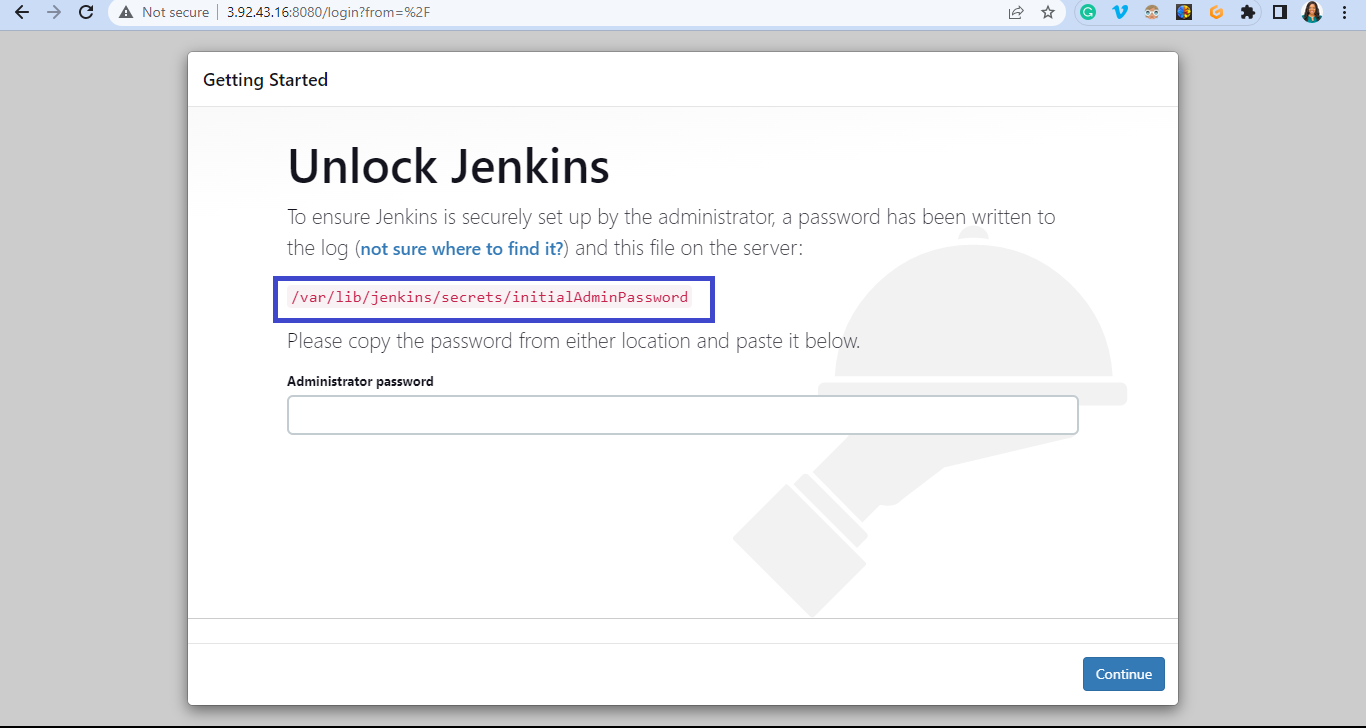 Not secure
3.92.43.16:8080/login?from=%2F
Getting Started
Unlock Jenkins
To ensure Jenkins is securely set up by the administrator, a password has been written to
the log (not sure where to find it?) and this file on the server:
/var/lib/jenkins/secrets/initialAdminPassword
Please copy the password from either location and paste it below.
Administrator password
Continue